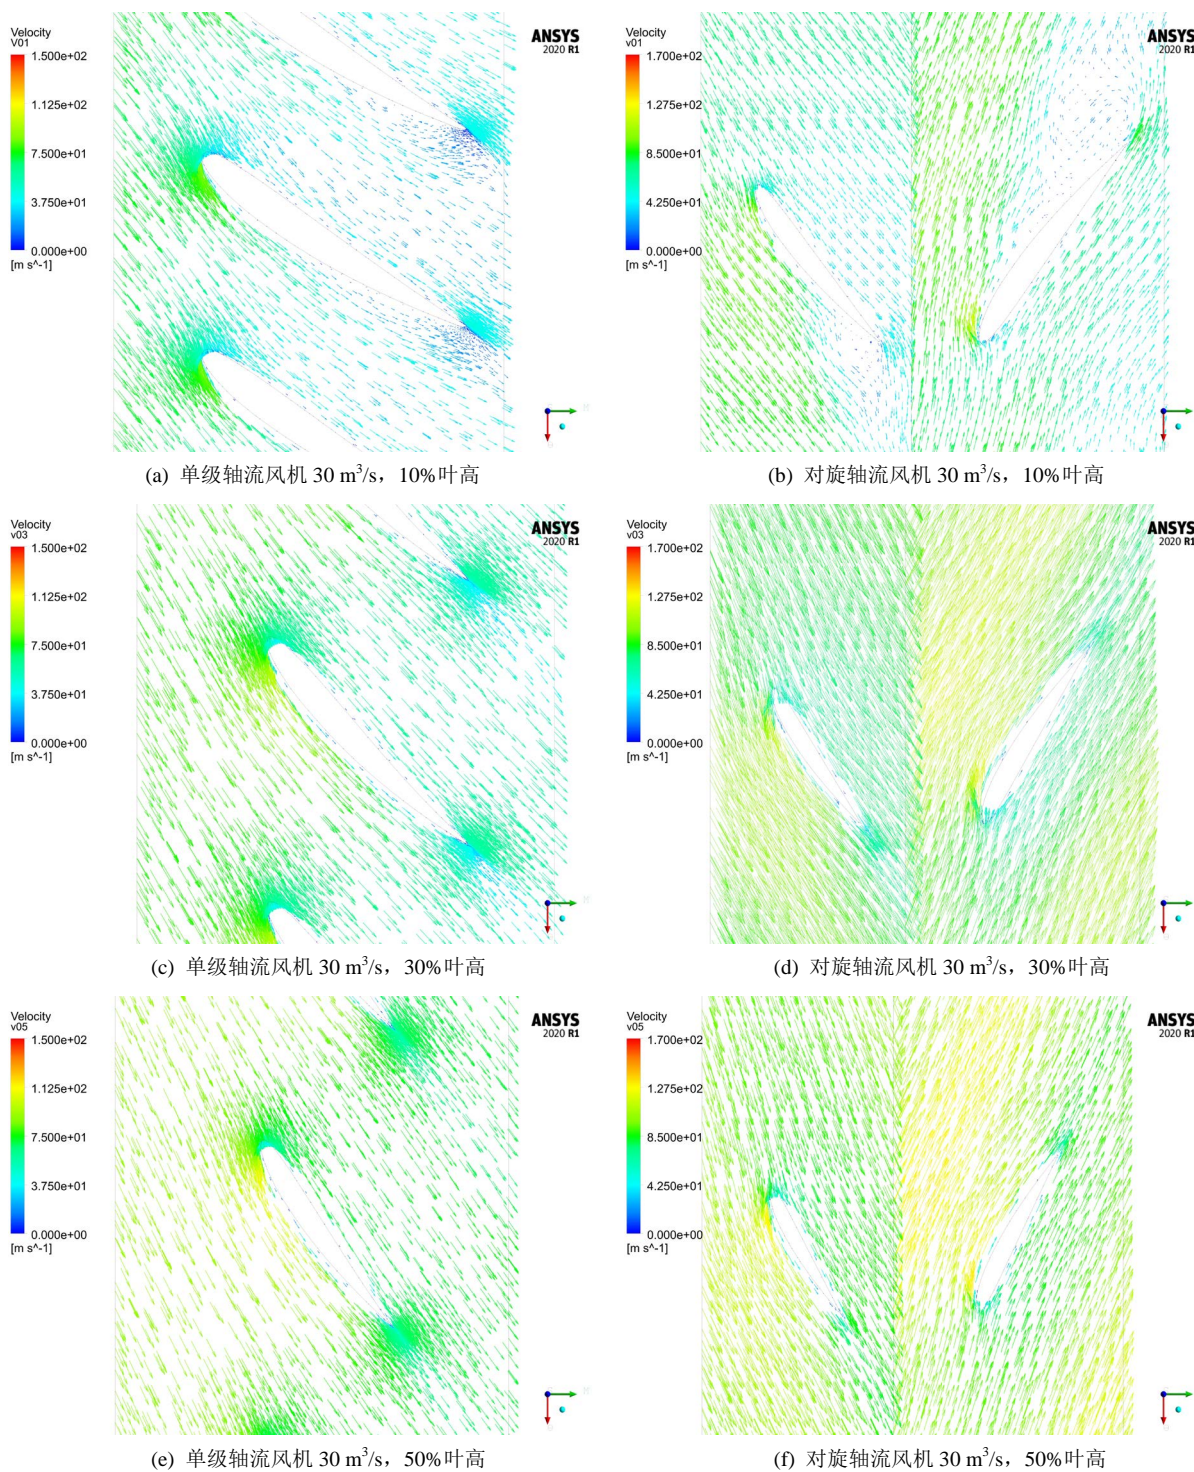 Velocity
v01
1.500e+02
1.125e+02
7.500e+01
3.750e+01
0.000e+00
[m s^-1]
ANSYS
2020 R1
(a) 单级轴流风机 30 m³/s，10%叶高
Velocity
v01
1.700e+02
1.275e+02
8.500e+01
4.250e+01
0.000e+00
[m s^-1]
ANSYS
2020 R1
(b) 对旋轴流风机 30 m³/s，10%叶高
Velocity
v03
1.500e+02
1.125e+02
7.500e+01
3.750e+01
0.000e+00
[m s^-1]
ANSYS
2020 R1
(c) 单级轴流风机 30 m³/s，30%叶高
Velocity
v03
1.700e+02
1.275e+02
8.500e+01
4.250e+01
0.000e+00
[m s^-1]
ANSYS
2020 R1
(d) 对旋轴流风机 30 m³/s，30%叶高
Velocity
v05
1.500e+02
1.125e+02
7.500e+01
3.750e+01
0.000e+00
[m s^-1]
ANSYS
2020 R1
(e) 单级轴流风机 30 m³/s，50%叶高
Velocity
v05
1.700e+02
1.275e+02
8.500e+01
4.250e+01
0.000e+00
[m s^-1]
ANSYS
2020 R1
(f) 对旋轴流风机 30 m³/s，50%叶高